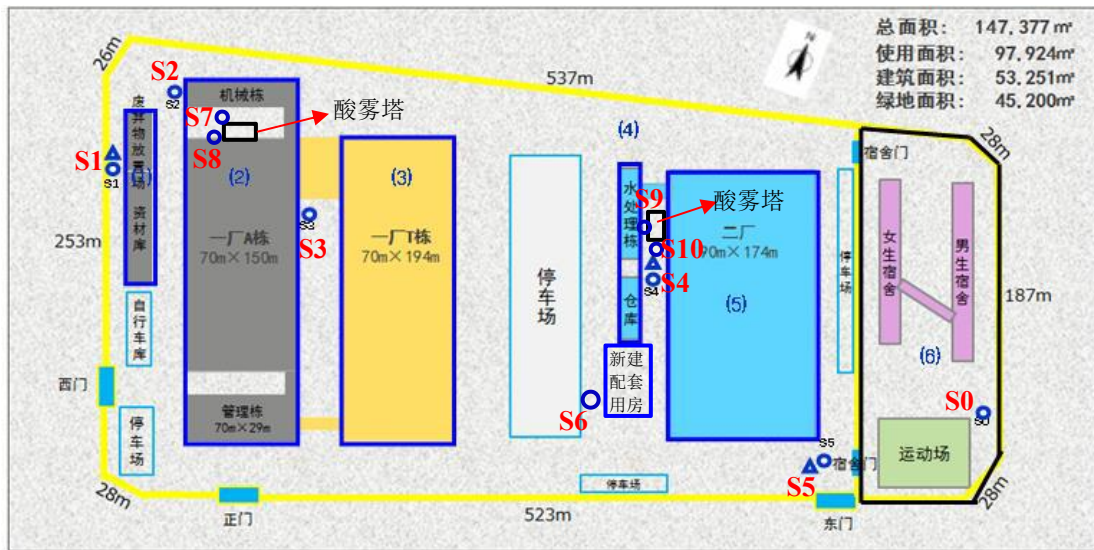 总面积: 147,377㎡
使用面积: 97,924㎡
建筑面积: 53,251㎡
绿地面积: 45,200㎡
N
26m
537m
28m
S2
S2
机械栋
S7
S8
酸雾塔
(4)
宿舍门
废弃物放置场
(1)
资材库
S1
S1
(2)
(3)
水处理栋
S9
酸雾塔
S3
S3
一厂A栋
70m×150m
一厂T栋
70m×194m
二厂
90m×174m
S10
S4
S4
253m
停车场
仓库
(5)
停车场
女生宿舍
男生宿舍
187m
(6)
自行车库
新建配套用房
西门
S6
S0
S0
管理栋
70m×29m
停车场
S5
宿舍门
S5
运动场
28m
停车场
28m
正门
523m
东门